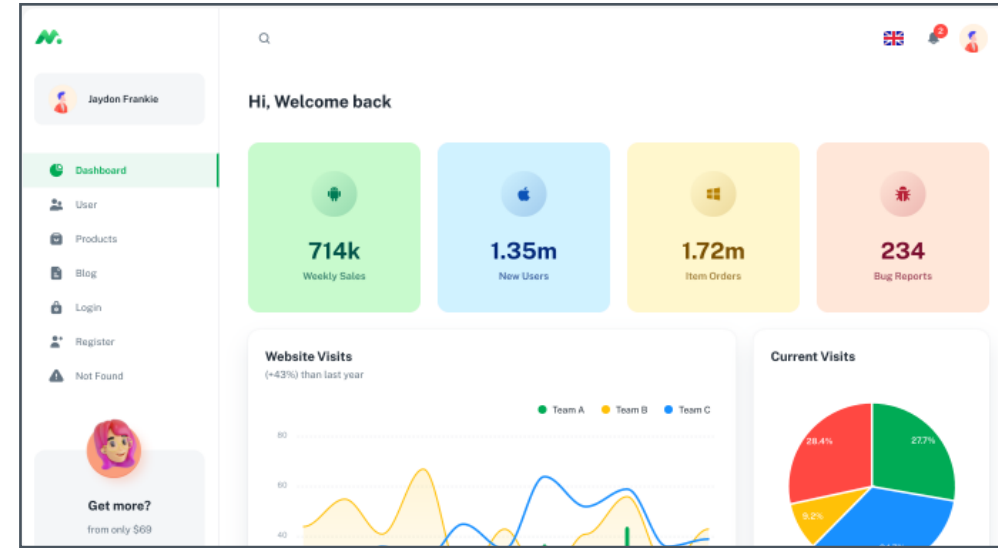 2
Jaydon Frankie
Hi, Welcome back
Dashboard
User
Products
Blog
Login
Register
Not Found
Get more?
from only $69
714k
Weekly Sales
1.35m
New Users
1.72m
Item Orders
234
Bug Reports
Website Visits
(+43%) than last year
Team A
Team B
Team C
80
60
40
Current Visits
28.4%
27.7%
9.2%